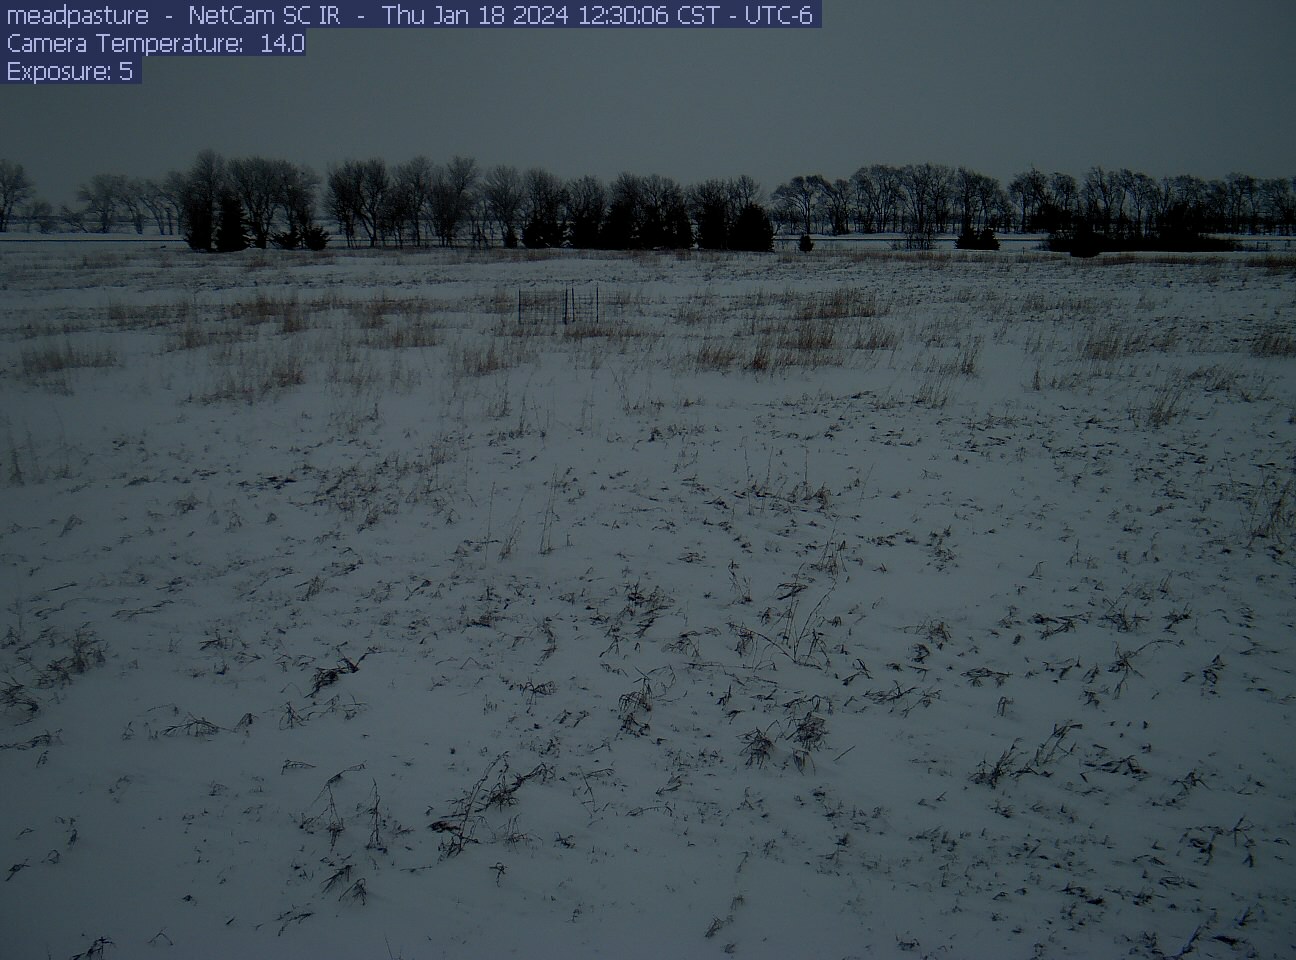 meadpasture - NetCam SC IR - Thu Jan 18 2024 12:30:06 CST - UTC-6
Camera Temperature: 14.0
Exposure: 5